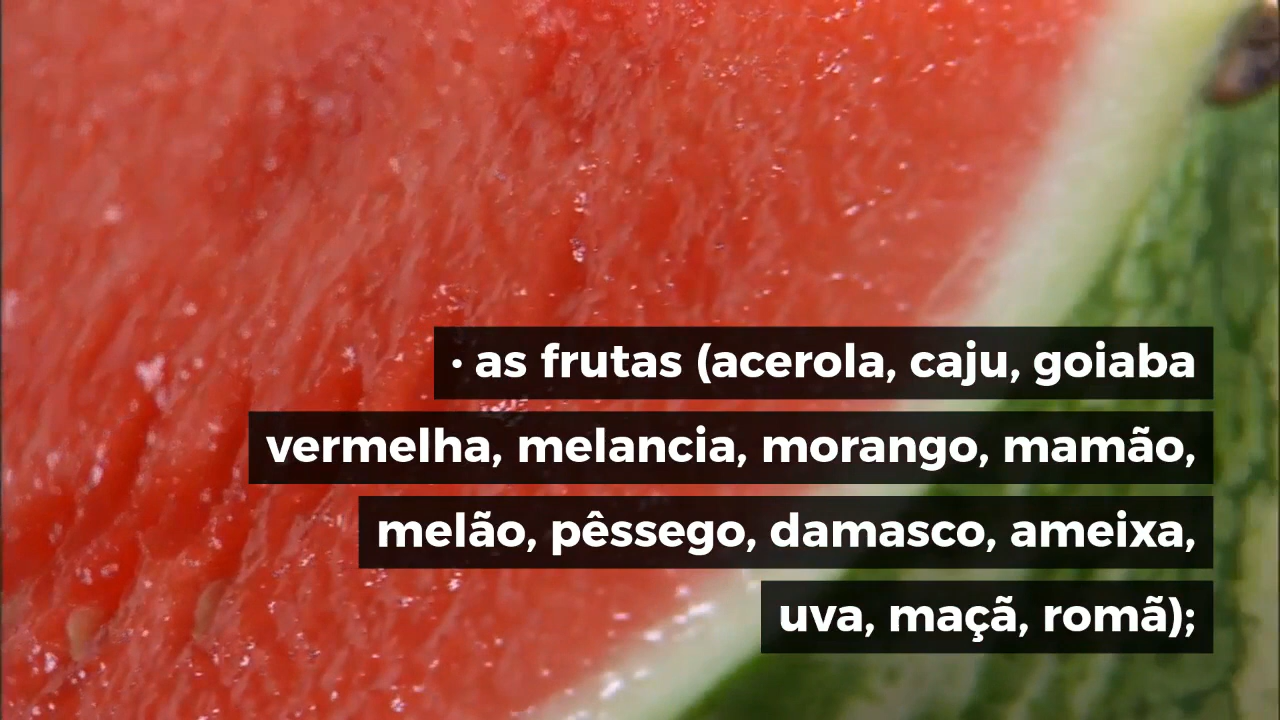 · as frutas (acerola, caju, goiaba
vermelha, melancia, morango, mamão,
melão, pêssego, damasco, ameixa,
uva, maçã, romã);